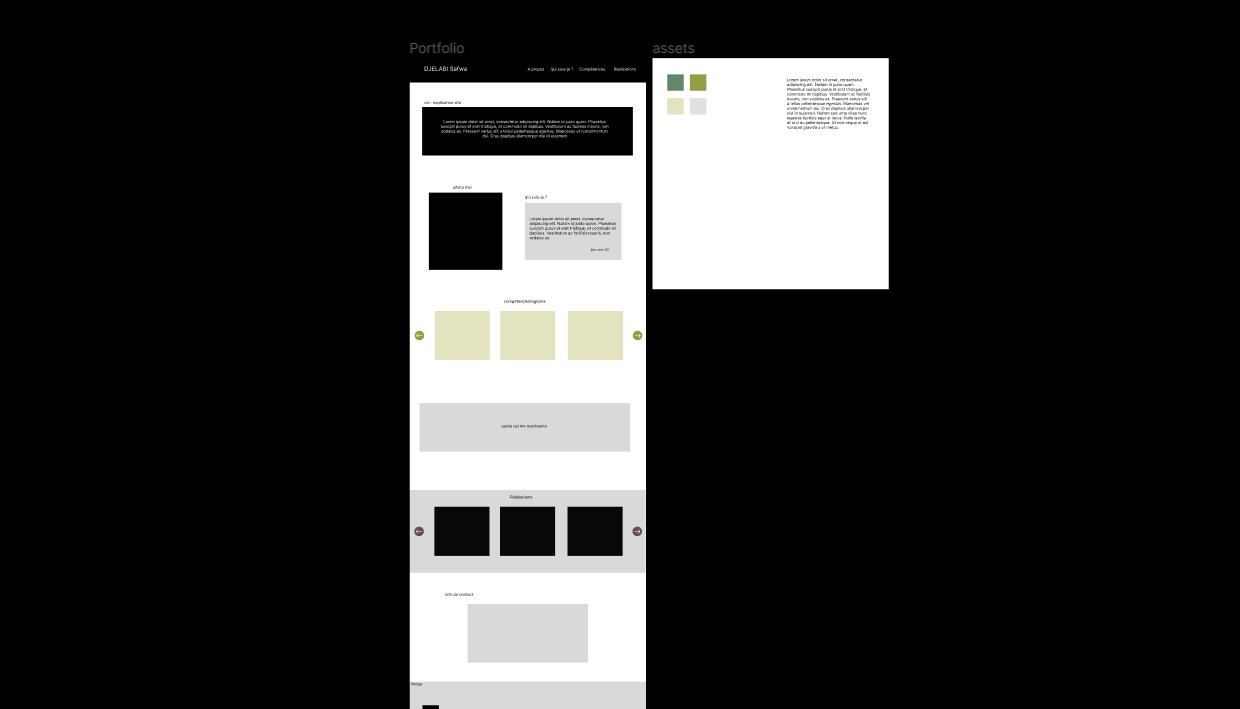 Portfolio
assets
DJELABI Safwa
A propos
Qui suis-je ?
Compétences
Réalisations
site : explication site
Lorem ipsum dolor sit amet, consectetur adipiscing elit. Nullam id justo quam. Phasellus
suscipit purus et erat tristique, et commodo mi dapibus. Vestibulum ac facilisis mauris, non
sodales ex. Praesent varius elit a tellus pellentesque egestas. Maecenas vel condimentum
dui. Cras dapibus ullamcorper nisl id euismod
photo moi
qui suis-je ?
Lorem ipsum dolor sit amet, consectetur
adipiscing elit. Nullam id justo quam. Phasellus
suscipit purus et erat tristique, et commodo mi
dapibus. Vestibulum ac facilisis mauris, non
sodales ex.
quote qui me représente
Réalisations
info de contact
footer
Lorem ipsum dolor sit amet, consectetur
adipiscing elit. Nullam id justo quam.
Phasellus suscipit purus et erat tristique, et
commodo mi dapibus. Vestibulum ac facilisis
mauris, non sodales ex. Praesent varius elit
a tellus pellentesque egestas. Maecenas vel
condimentum dui. Cras dapibus ullamcorper
nisl id euismod. Nullam sed urna vitae nunc
egestas facilisis eget at lacus. Nulla lacinia
et orci eu pellentesque. Ut non neque id est
volutpat gravida a ut metus.